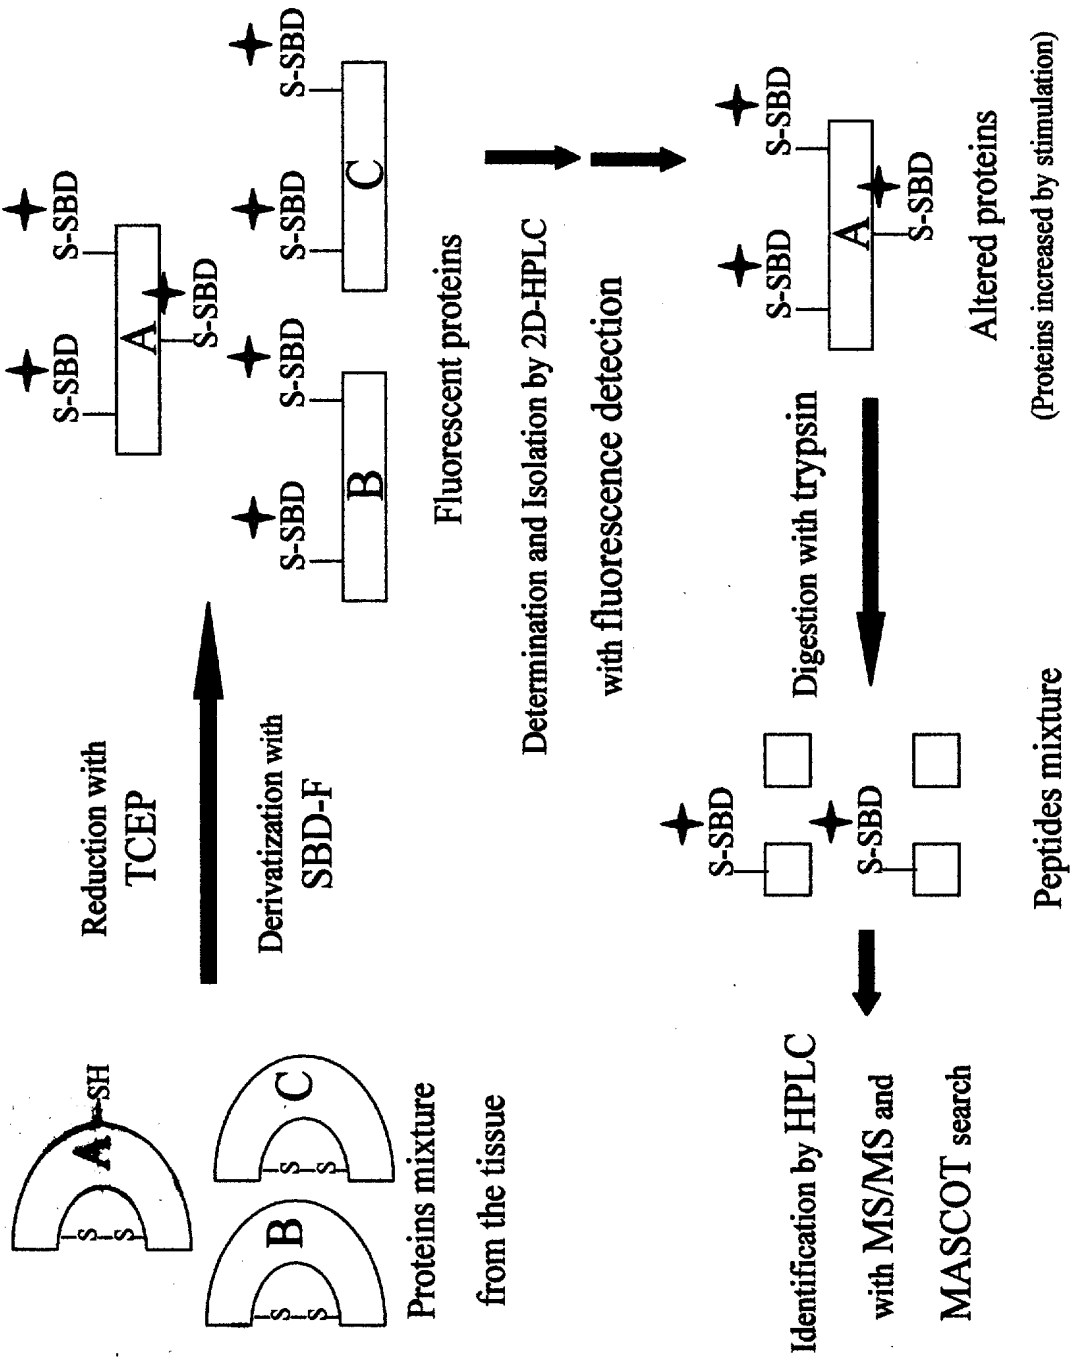 A
SH
S
S
B
S
S
C
S
S
Proteins mixture
from the tissue
Reduction with
TCEP
Derivatization with
SBD-F
S-SBD
S-SBD
A
S-SBD
S-SBD
S-SBD
B
S-SBD
S-SBD
C
Fluorescent proteins
Determination and Isolation by 2D-HPLC
with fluorescence detection
S-SBD
S-SBD
A
S-SBD
Altered proteins
(Proteins increased by stimulation)
Digestion with trypsin
S-SBD
S-SBD
Peptides mixture
Identification by HPLC
with MS/MS and
MASCOT search